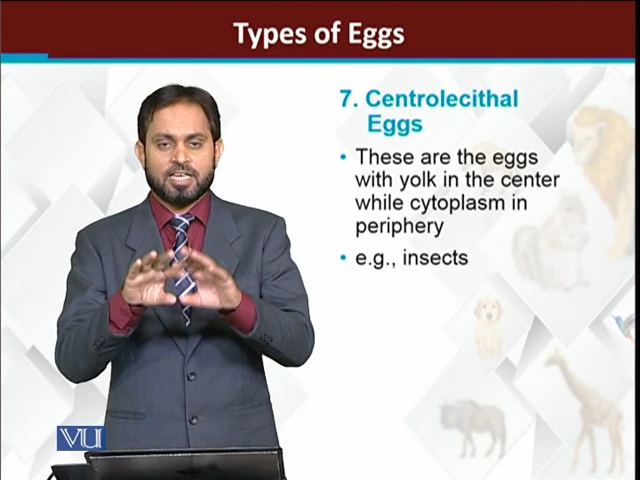 Types of Eggs
7. Centrolecithal
Eggs
• These are the eggs
with yolk in the center
while cytoplasm in
periphery
• e.g., insects
VU